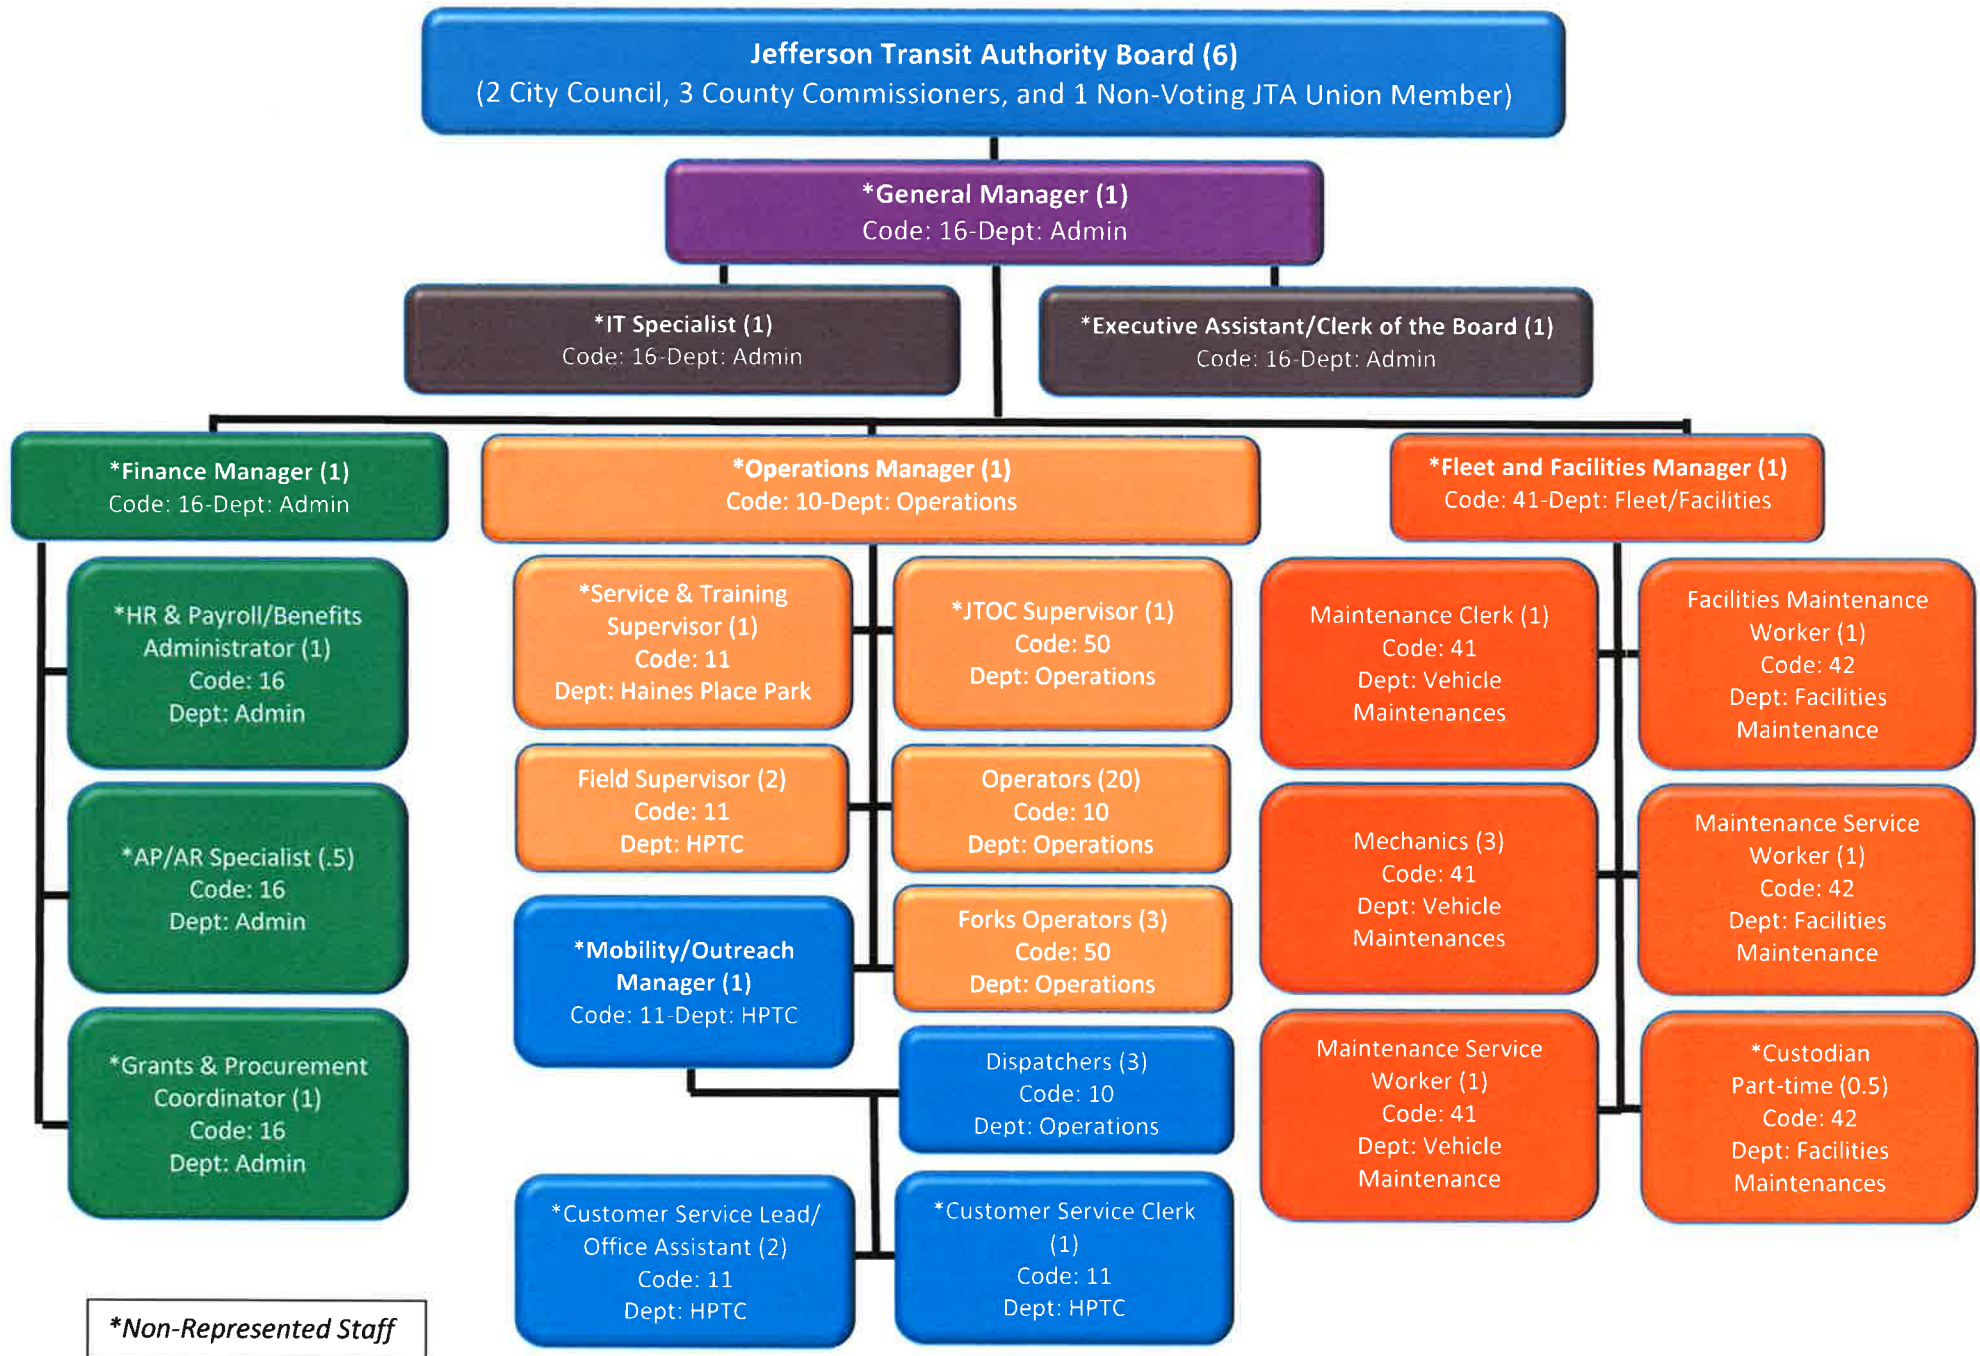 Jefferson Transit Authority Board (6)
(2 City Council, 3 County Commissioners, and 1 Non-Voting JTA Union Member)
*General Manager (1)
Code: 16-Dept: Admin
*IT Specialist (1)
Code: 16-Dept: Admin
*Executive Assistant/Clerk of the Board (1)
Code: 16-Dept: Admin
*Finance Manager (1)
Code: 16-Dept: Admin
*HR & Payroll/Benefits
Administrator (1)
Code: 16
Dept: Admin
*AP/AR Specialist (.5)
Code: 16
Dept: Admin
*Grants & Procurement
Coordinator (1)
Code: 16
Dept: Admin
*Operations Manager (1)
Code: 10-Dept: Operations
*Service & Training
Supervisor (1)
Code: 11
Dept: Haines Place Park
*JTOC Supervisor (1)
Code: 50
Dept: Operations
Field Supervisor (2)
Code: 11
Dept: HPTC
Operators (20)
Code: 10
Dept: Operations
*Mobility/Outreach
Manager (1)
Code: 11-Dept: HPTC
Forks Operators (3)
Code: 50
Dept: Operations
Dispatchers (3)
Code: 10
Dept: Operations
*Customer Service Lead/
Office Assistant (2)
Code: 11
Dept: HPTC
*Customer Service Clerk
(1)
Code: 11
Dept: HPTC
*Fleet and Facilities Manager (1)
Code: 41-Dept: Fleet/Facilities
Maintenance Clerk (1)
Code: 41
Dept: Vehicle
Maintenances
Facilities Maintenance
Worker (1)
Code: 42
Dept: Facilities
Maintenance
Mechanics (3)
Code: 41
Dept: Vehicle
Maintenances
Maintenance Service
Worker (1)
Code: 42
Dept: Facilities
Maintenance
Maintenance Service
Worker (1)
Code: 41
Dept: Vehicle
Maintenance
*Custodian
Part-time (0.5)
Code: 42
Dept: Facilities
Maintenances
*Non-Represented Staff